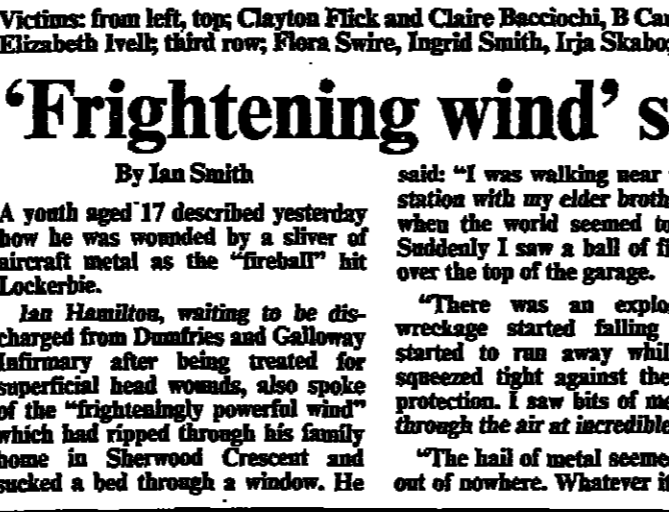 Victims: from left, top; Clayton Flick and Claire Bacciochi, B Ca
Elizabeth Ivell; third row; Flora Swire, Ingrid Smith, Irja Skabo
‘Frightening wind’ s
By Ian Smith
A youth aged 17 described yesterday
how he was wounded by a sliver of
aircraft metal as the “fireball” hit
Lockerbie.
Ian Hamilton, waiting to be dis-
charged from Dumfries and Galloway
Infirmary after being treated for
superficial head wounds, also spoke
of the “frighteningly powerful wind”
which had ripped through his family
home in Sherwood Crescent and
sucked a bed through a window. He
said: “I was walking near
station with my elder broth
when the world seemed to
Suddenly I saw a ball of fi
over the top of the garage.
“There was an explo
wreckage started falling
started to run away whil
squeezed tight against the
protection. I saw bits of me
through the air at incredible
“The hail of metal seeme
out of nowhere. Whatever it